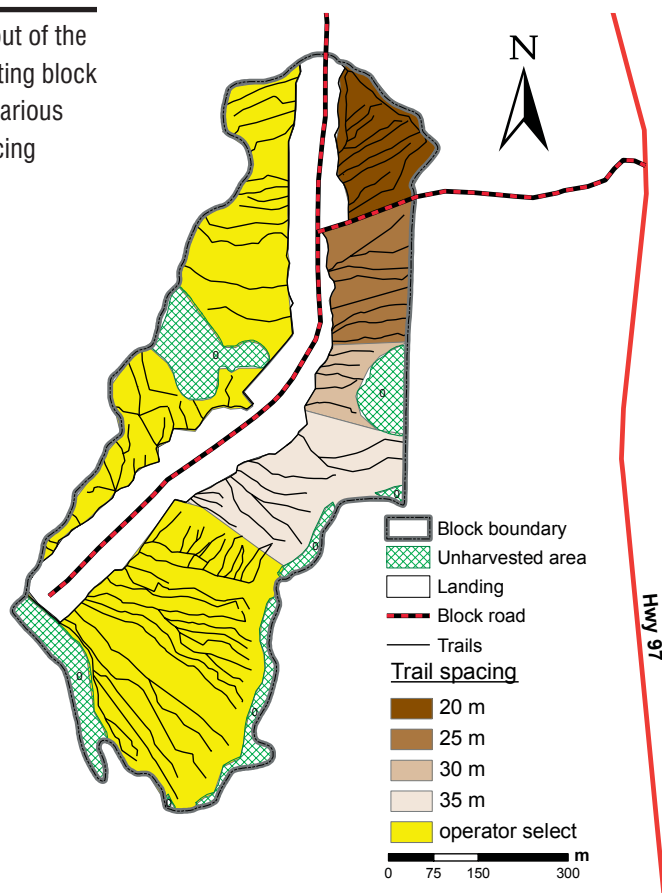 out of the
ting block
arious
cing
N
0
0
0
0
0
0
0
Hwy 97
Block boundary
Unharvested area
Landing
Block road
Trails
Trail spacing
20 m
25 m
30 m
35 m
operator select
m
0 75 150 300